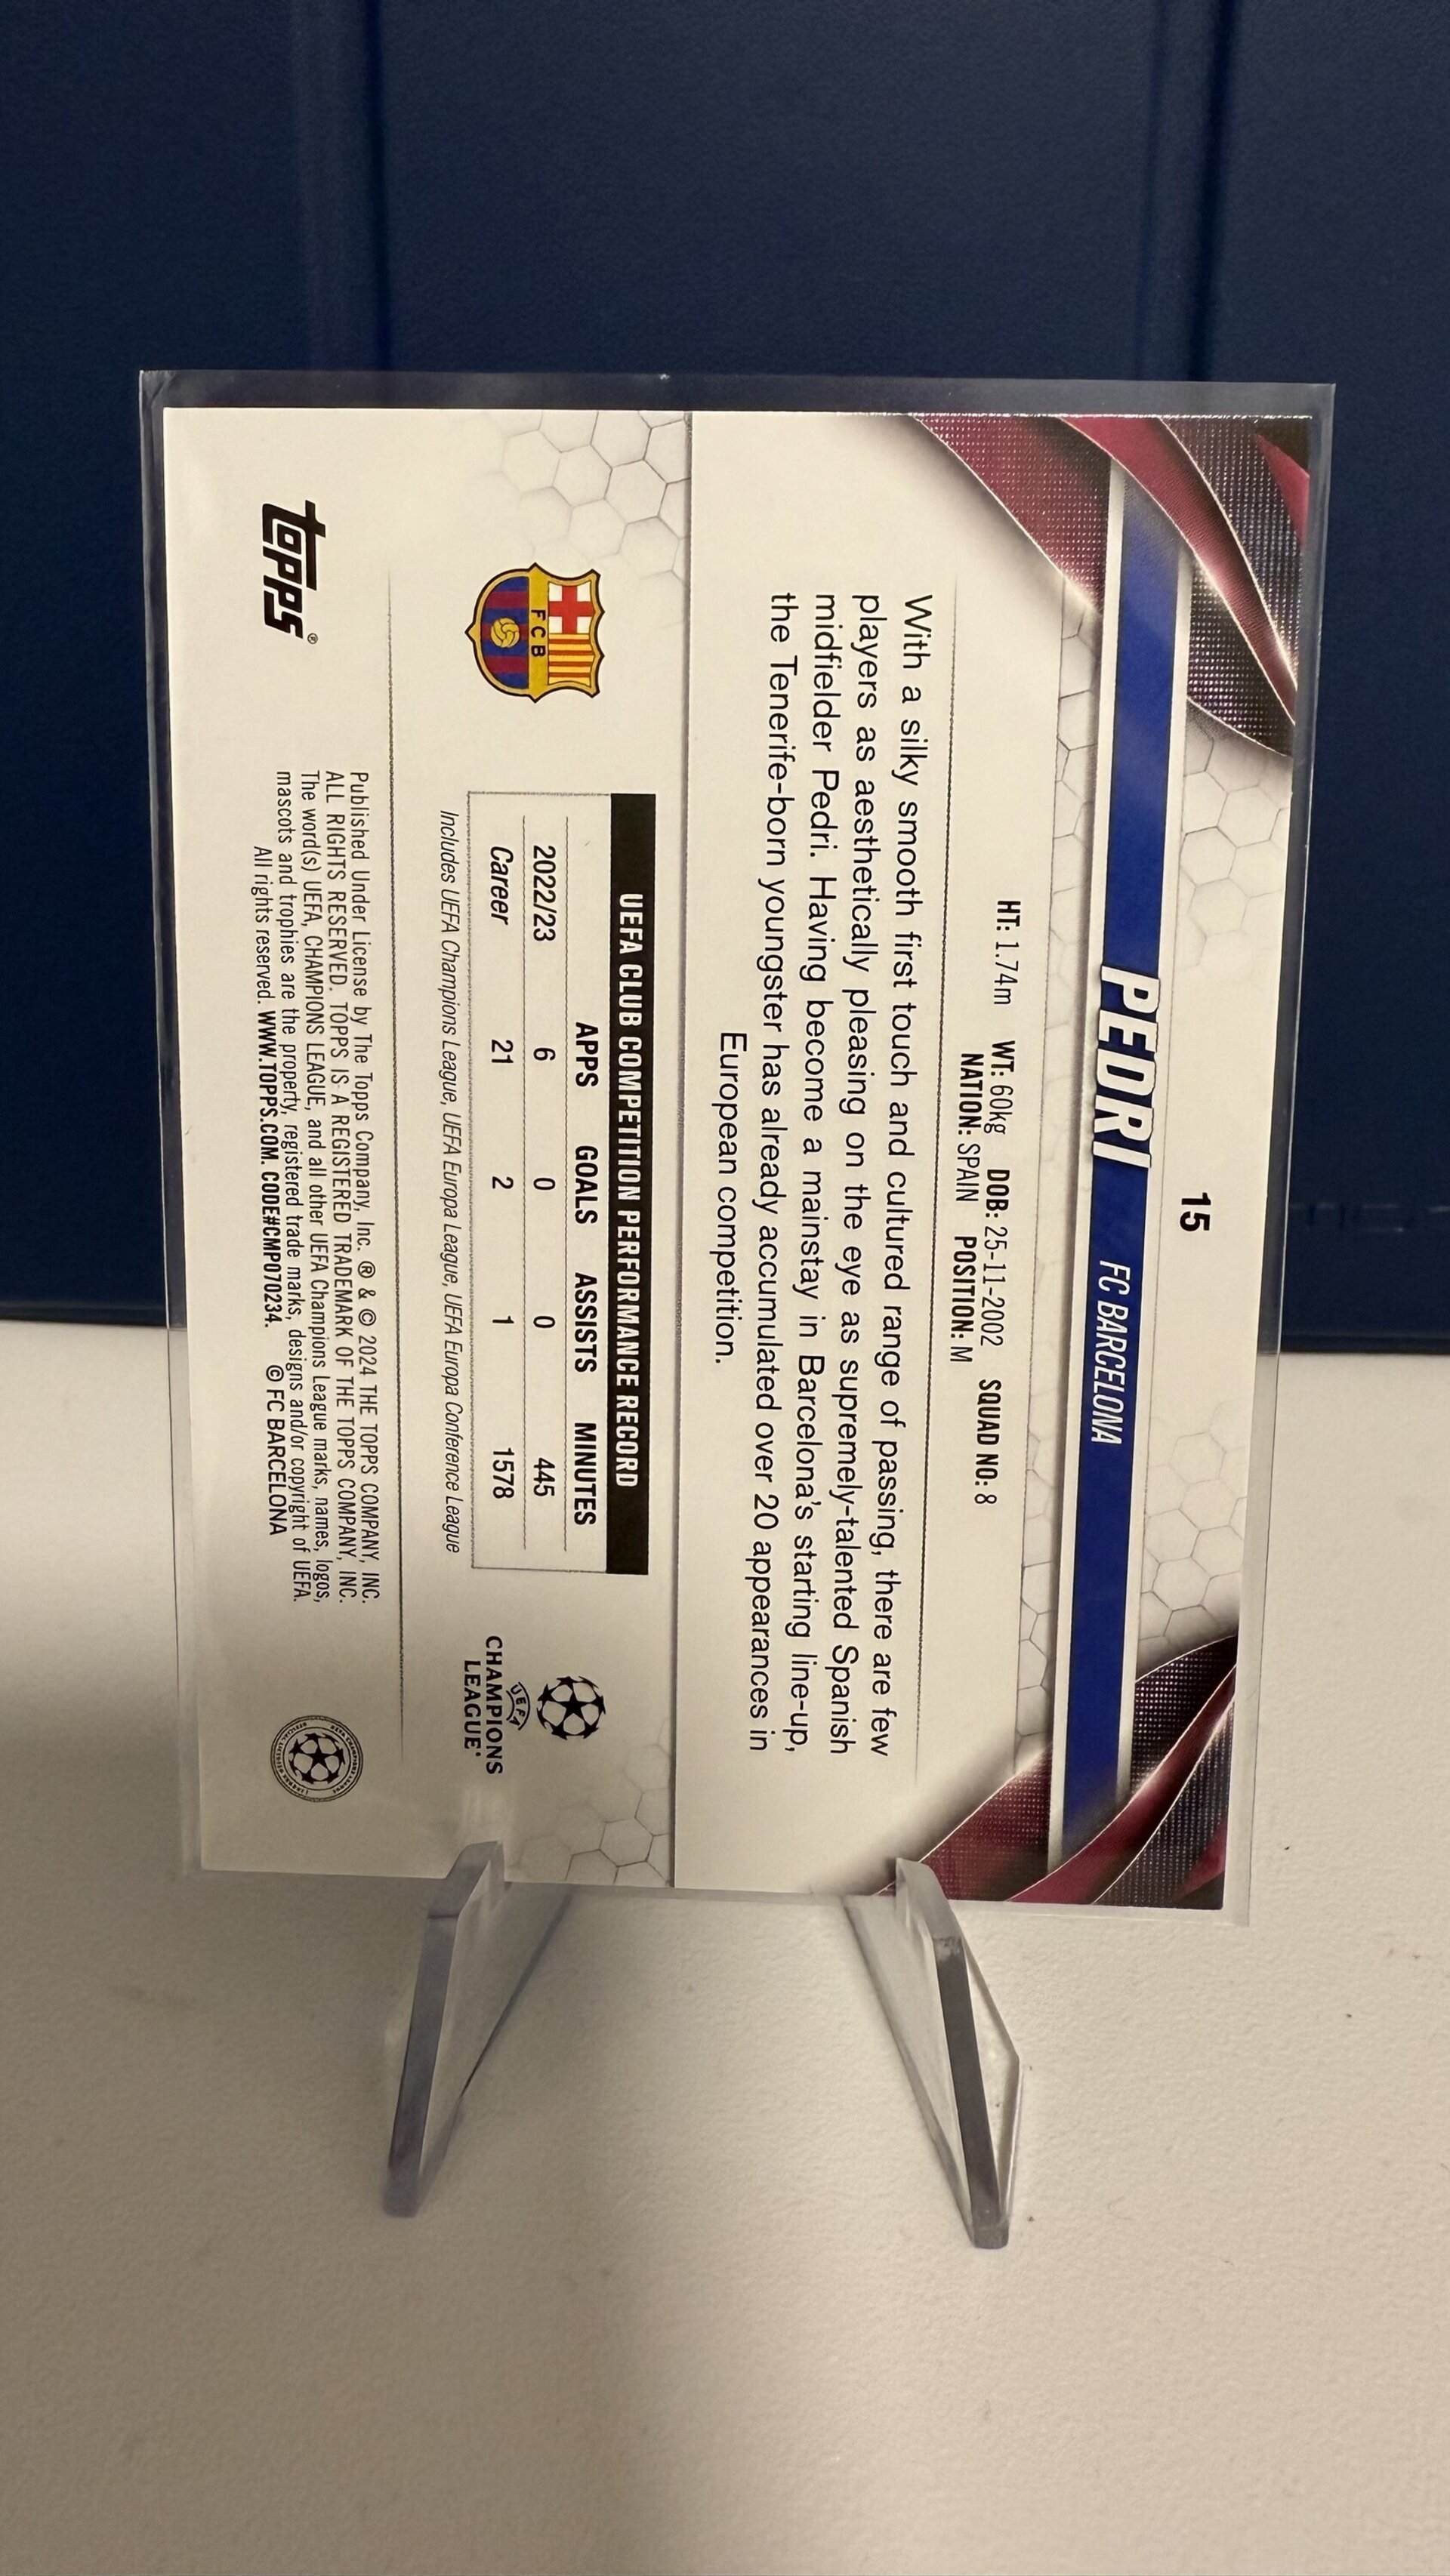 15
PEDRI FC BARCELONA
HT: 1.74m WT: 60kg DOB: 25-11-2002 SQUAD NO: 8
NATION: SPAIN POSITION: M
With a silky smooth first touch and cultured range of passing, there are few
players as aesthetically pleasing on the eye as supremely-talented Spanish
midfielder Pedri. Having become a mainstay in Barcelona's starting line-up,
the Tenerife-born youngster has already accumulated over 20 appearances in
European competition.
FCB
UEFA CLUB COMPETITION PERFORMANCE RECORD
APPS GOALS ASSISTS MINUTES
2022/23 6 0 0 445
Career 21 2 1 1578
Includes UEFA Champions League, UEFA Europa League, UEFA Europa Conference League
UEFA
CHAMPIONS
LEAGUE
topps®
Published Under License by The Topps Company, Inc. ® & © 2024 THE TOPPS COMPANY, INC.
ALL RIGHTS RESERVED. TOPPS IS A REGISTERED TRADEMARK OF THE TOPPS COMPANY, INC.
The word(s) UEFA, CHAMPIONS LEAGUE, and all other UEFA Champions League marks, names, logos,
mascots and trophies are the property, registered trade marks, designs and/or copyright of UEFA.
All rights reserved. WWW.TOPPS.COM. CODE#CMP070234. © FC BARCELONA